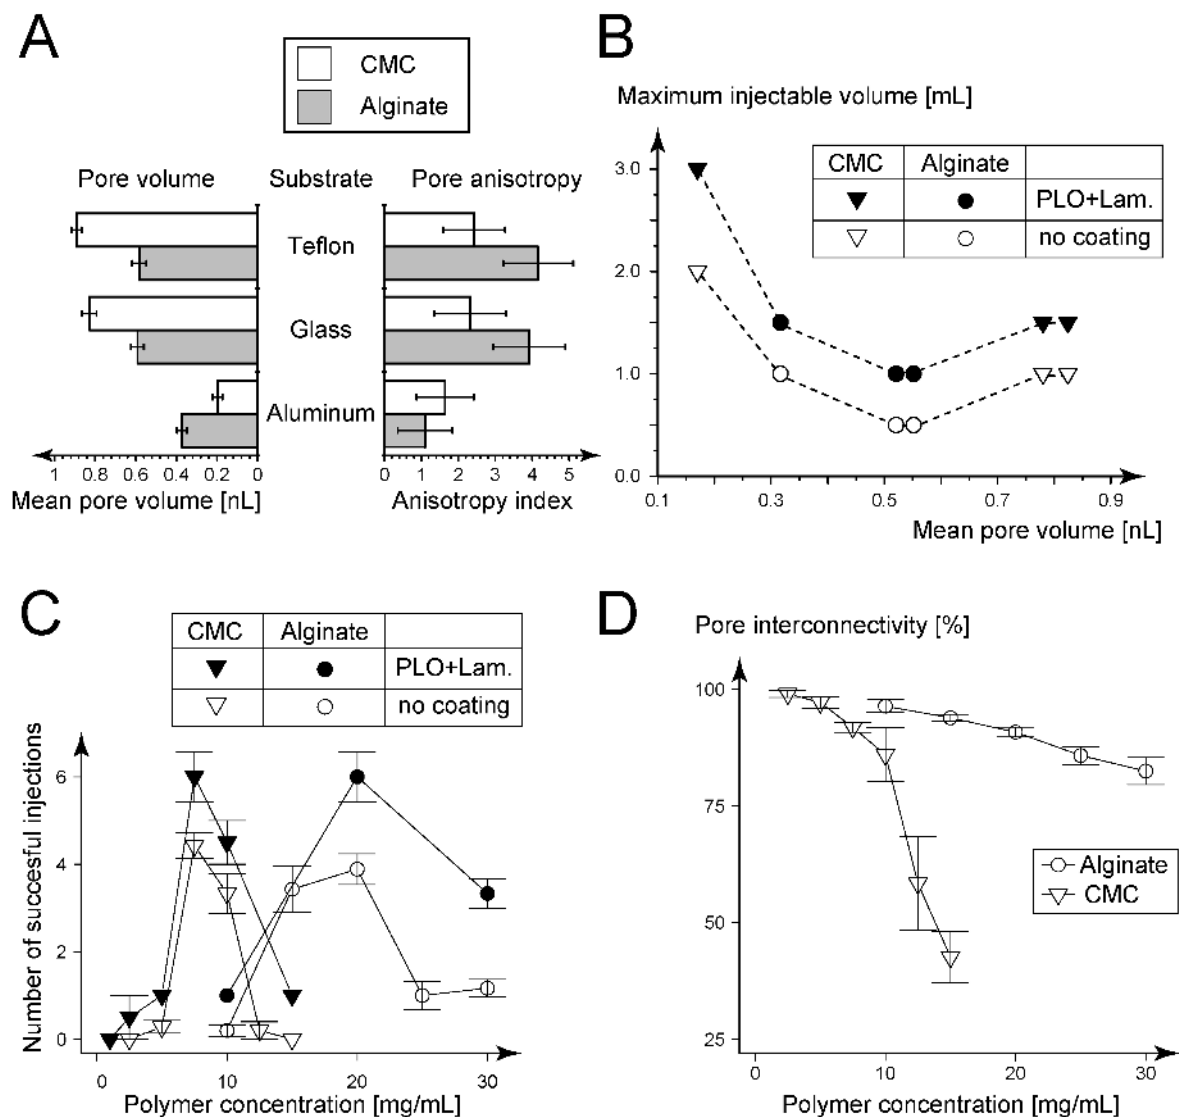 A
CMC
Alginate
Pore volume Substrate Pore anisotropy
Teflon
Glass
Aluminum
1 0.8 0.6 0.4 0.2 0 0 1 2 3 4 5
Mean pore volume [nL] Anisotropy index
B
Maximum injectable volume [mL]
CMC Alginate
PLO+Lam.
no coating
3.0
2.0
1.0
0.0
0.1 0.3 0.5 0.7 0.9
Mean pore volume [nL]
C
CMC Alginate
PLO+Lam.
no coating
Number of succesful injections
6
4
2
0
0 10 20 30
Polymer concentration [mg/mL]
D
Pore interconnectivity [%]
100
75
50
25
Alginate
CMC
0 10 20 30
Polymer concentration [mg/mL]